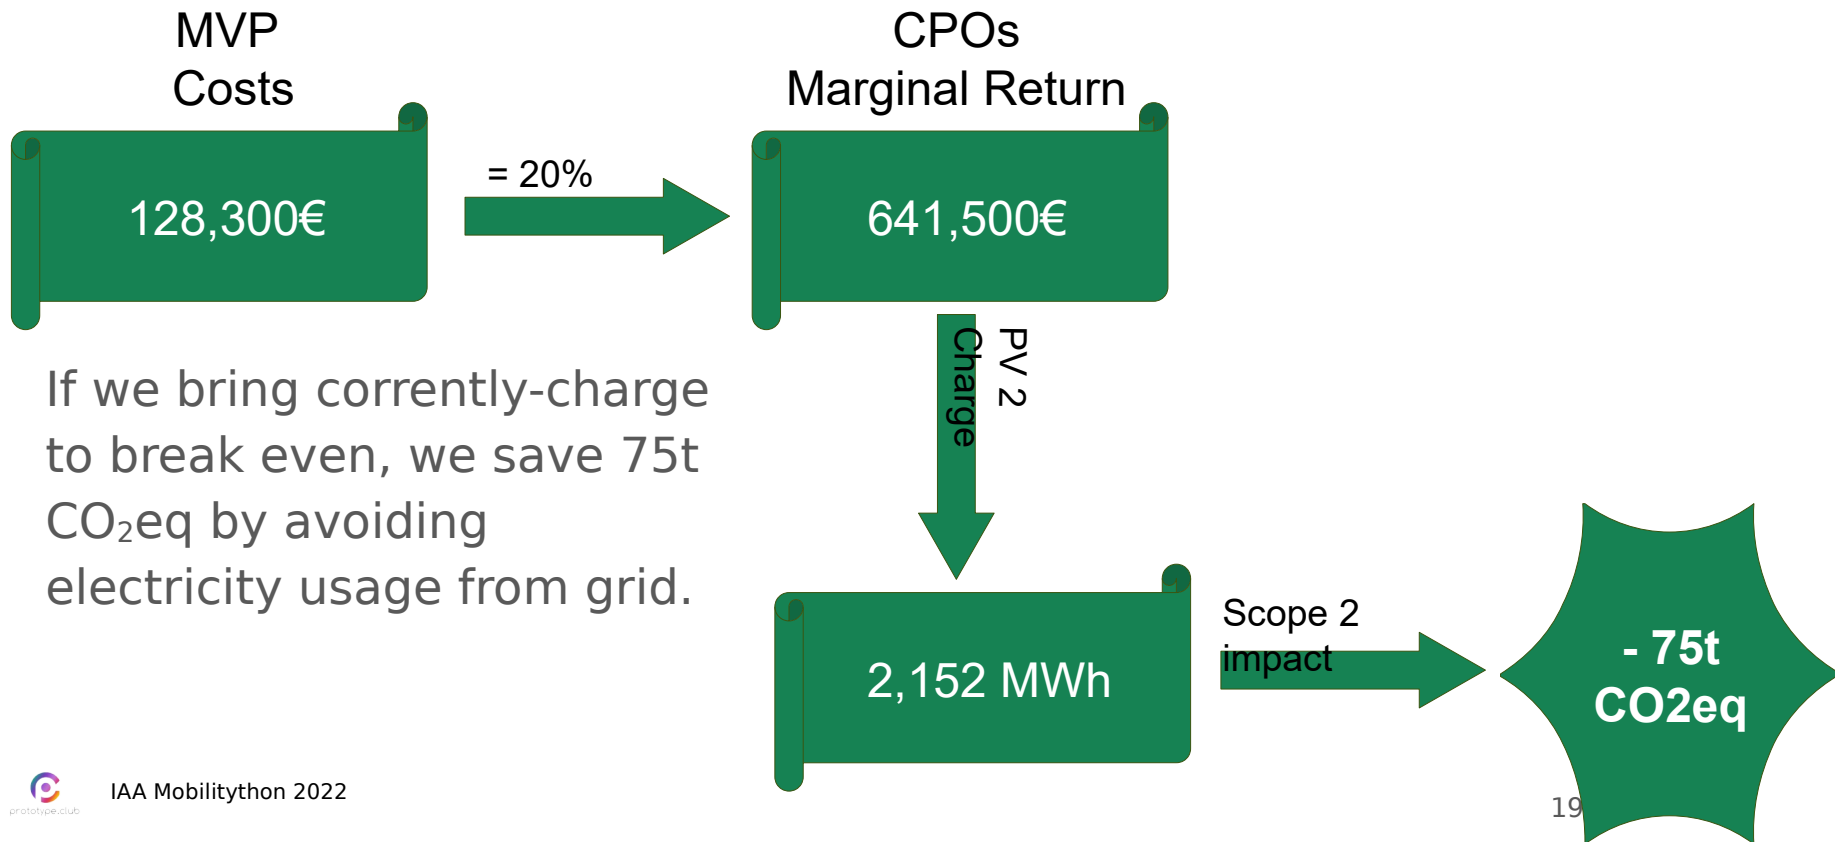 MVP
Costs
128,300€
= 20%
CPOs
Marginal Return
641,500€
PV 2
Charge
If we bring corrently-charge
to break even, we save 75t
CO₂eq by avoiding
electricity usage from grid.
2,152 MWh
Scope 2
impact
- 75t
CO2eq
prototype.club
IAA Mobilitython 2022
19